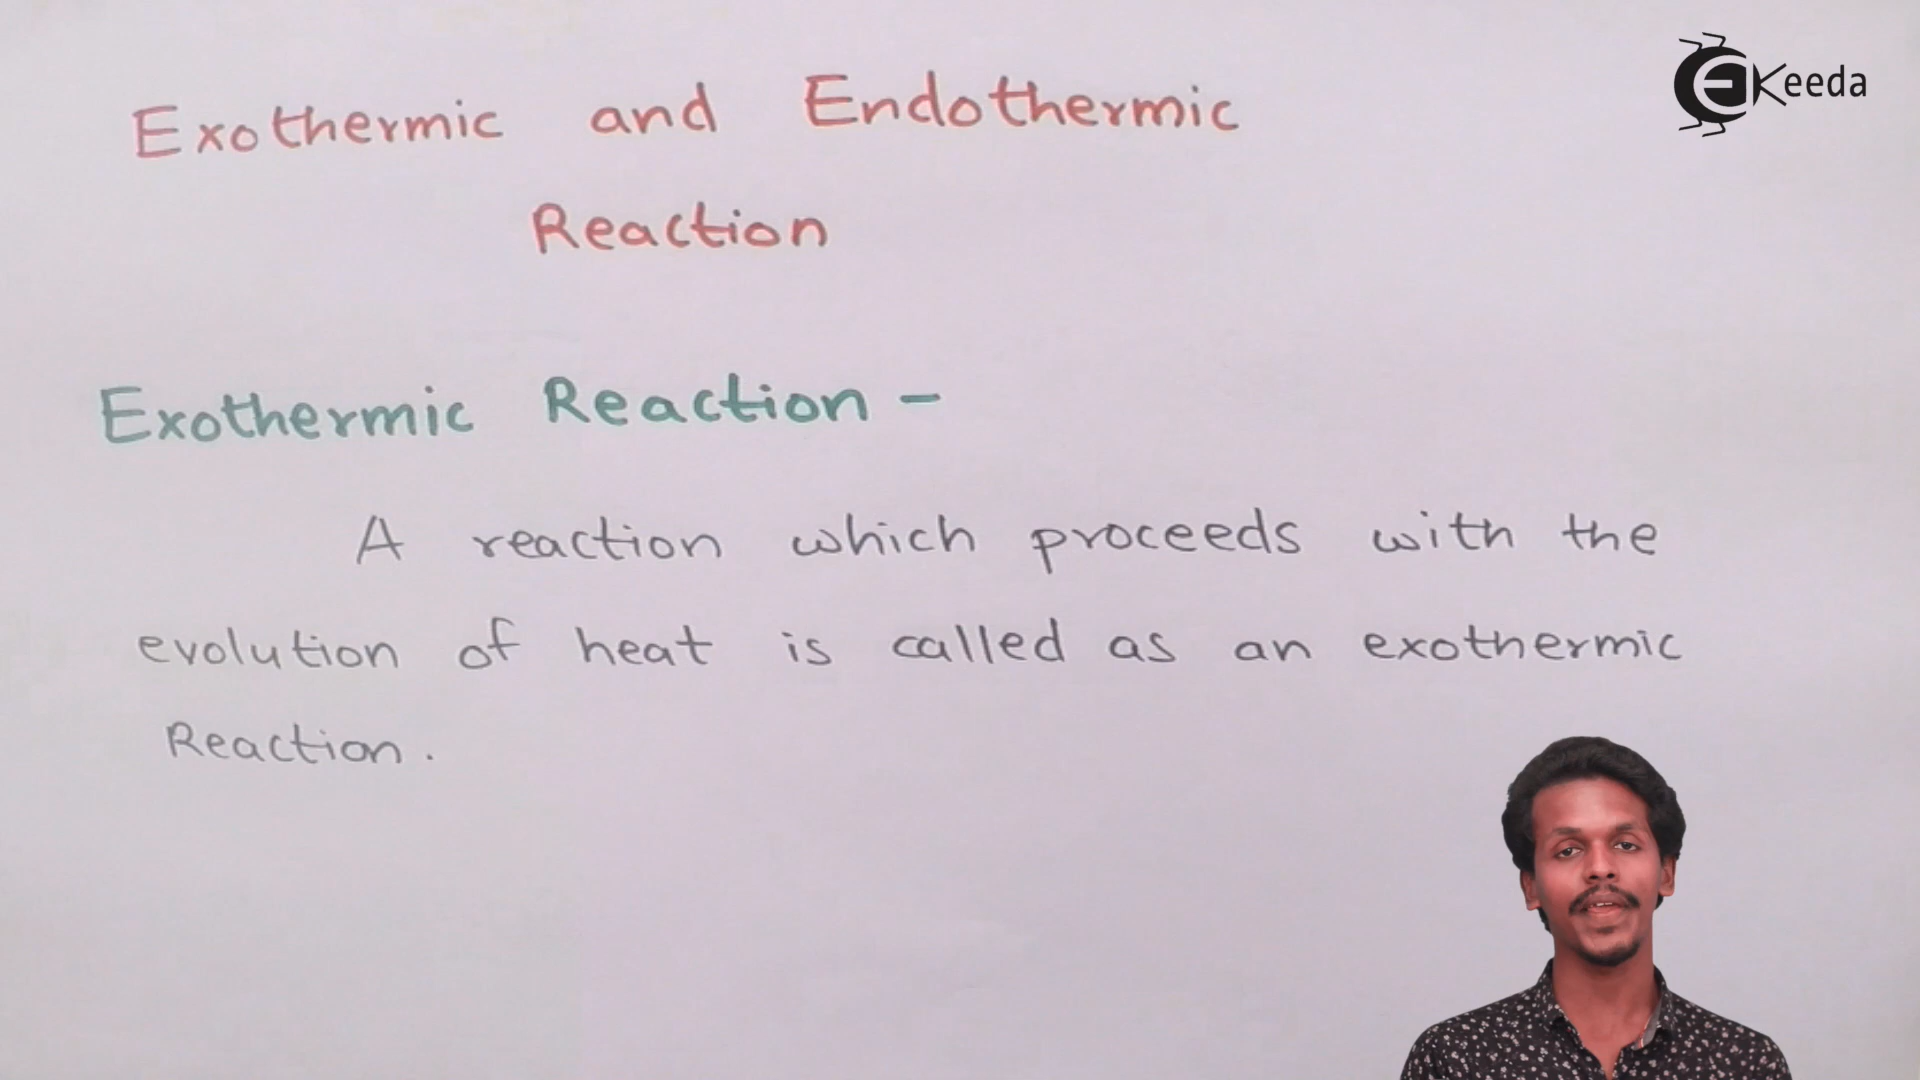 EKeeda
Exothermic and Endothermic
Reaction
Exothermic Reaction -
A reaction which proceeds with the
evolution of heat is called as an exothermic
Reaction.